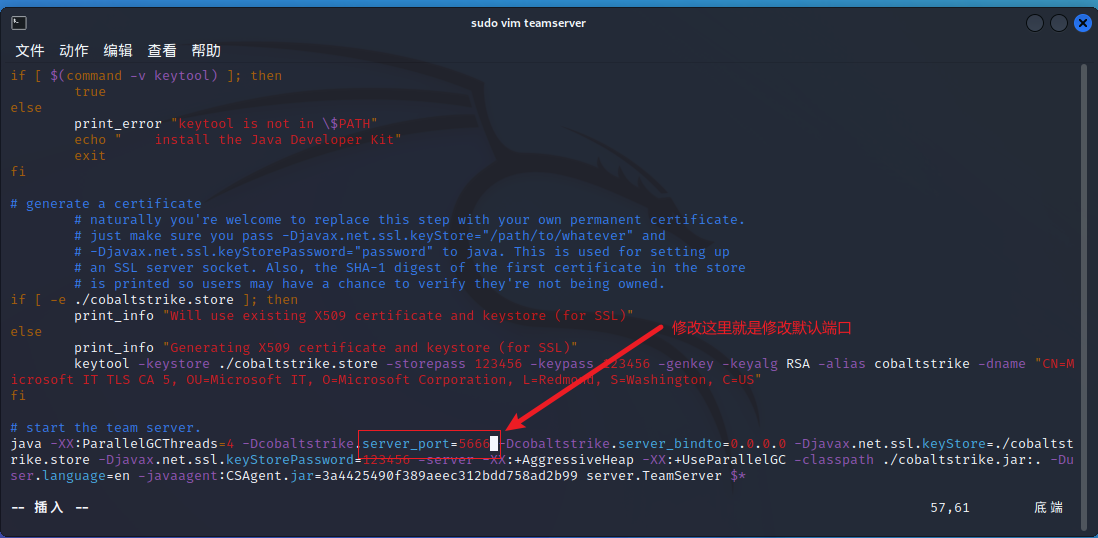 sudo vim teamserver
文件 动作 编辑 查看 帮助
if [ $(command -v keytool) ]; then
true
else
print_error "keytool is not in \$PATH"
echo "    install the Java Developer Kit"
exit
fi
# generate a certificate
# naturally you're welcome to replace this step with your own permanent certificate.
# just make sure you pass -Djavax.net.ssl.keyStore="/path/to/whatever" and
# -Djavax.net.ssl.keyStorePassword="password" to java. This is used for setting up
# an SSL server socket. Also, the SHA-1 digest of the first certificate in the store
# is printed so users may have a chance to verify they're not being owned.
if [ -e ./cobaltstrike.store ]; then
print_info "Will use existing X509 certificate and keystore (for SSL)"
else
修改这里就是修改默认端口
print_info "Generating X509 certificate and keystore (for SSL)"
keytool -keystore ./cobaltstrike.store -storepass 123456 -keypass 123456 -genkey -keyalg RSA -alias cobaltstrike -dname "CN=M
icrosoft IT TLS CA 5, OU=Microsoft IT, O=Microsoft Corporation, L=Redmond, S=Washington, C=US"
fi
# start the team server.
java -XX:ParallelGCThreads=4 -Dcobaltstrike.server_port=5666 -Dcobaltstrike.server_bindto=0.0.0.0 -Djavax.net.ssl.keyStore=./cobaltst
rike.store -Djavax.net.ssl.keyStorePassword=123456 -server -XX:+AggressiveHeap -XX:+UseParallelGC -classpath ./cobaltstrike.jar:. -Du
ser.language=en -javaagent:CSAgent.jar=3a4425490f389aeec312bdd758ad2b99 server.TeamServer $*
-- 插入 --
57,61
底端